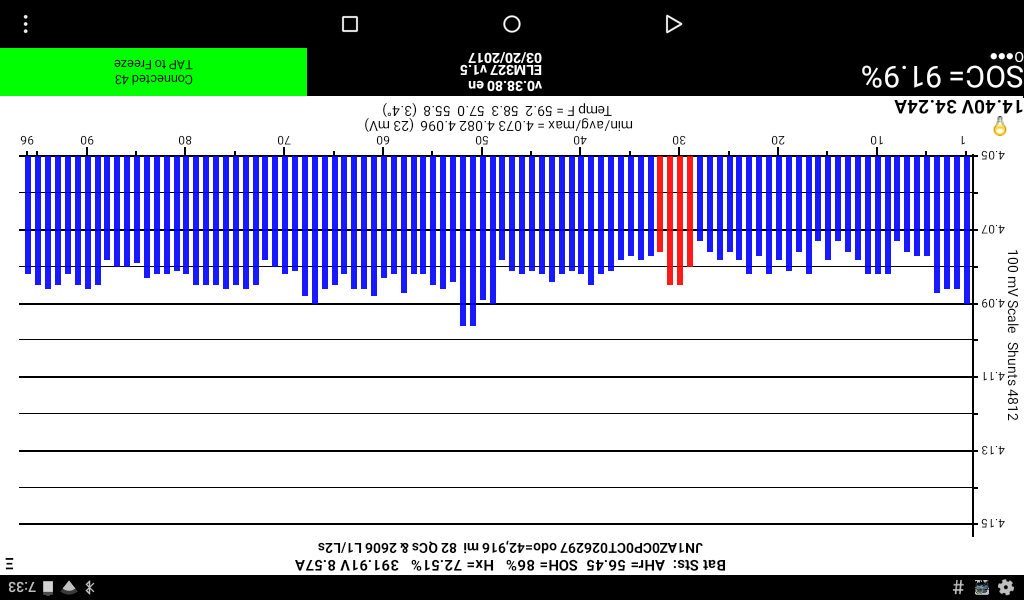 # 7:33
Bat Sts: AHr= 56.45 SOH= 86% Hx= 72.51% 391.91V 8.57A
JN1AZ0CP0CT026297 odo=42,916 mi 82 QCs & 2606 L1/L2s
4.15
4.13
4.11
4.09
4.07
4.05
100 mV Scale Shunts 4812
1 10 20 30 40 50 60 70 80 90 96
min/avg/max = 4.073 4.082 4.096 (23 mV)
Temp F = 59.2 58.3 57.0 55.8 (3.4°)
14.40V 34.24A
SOC= 91.9%
v0.38.80 en
ELM327 v1.5
03/20/2017
Connected 43
TAP to Freeze